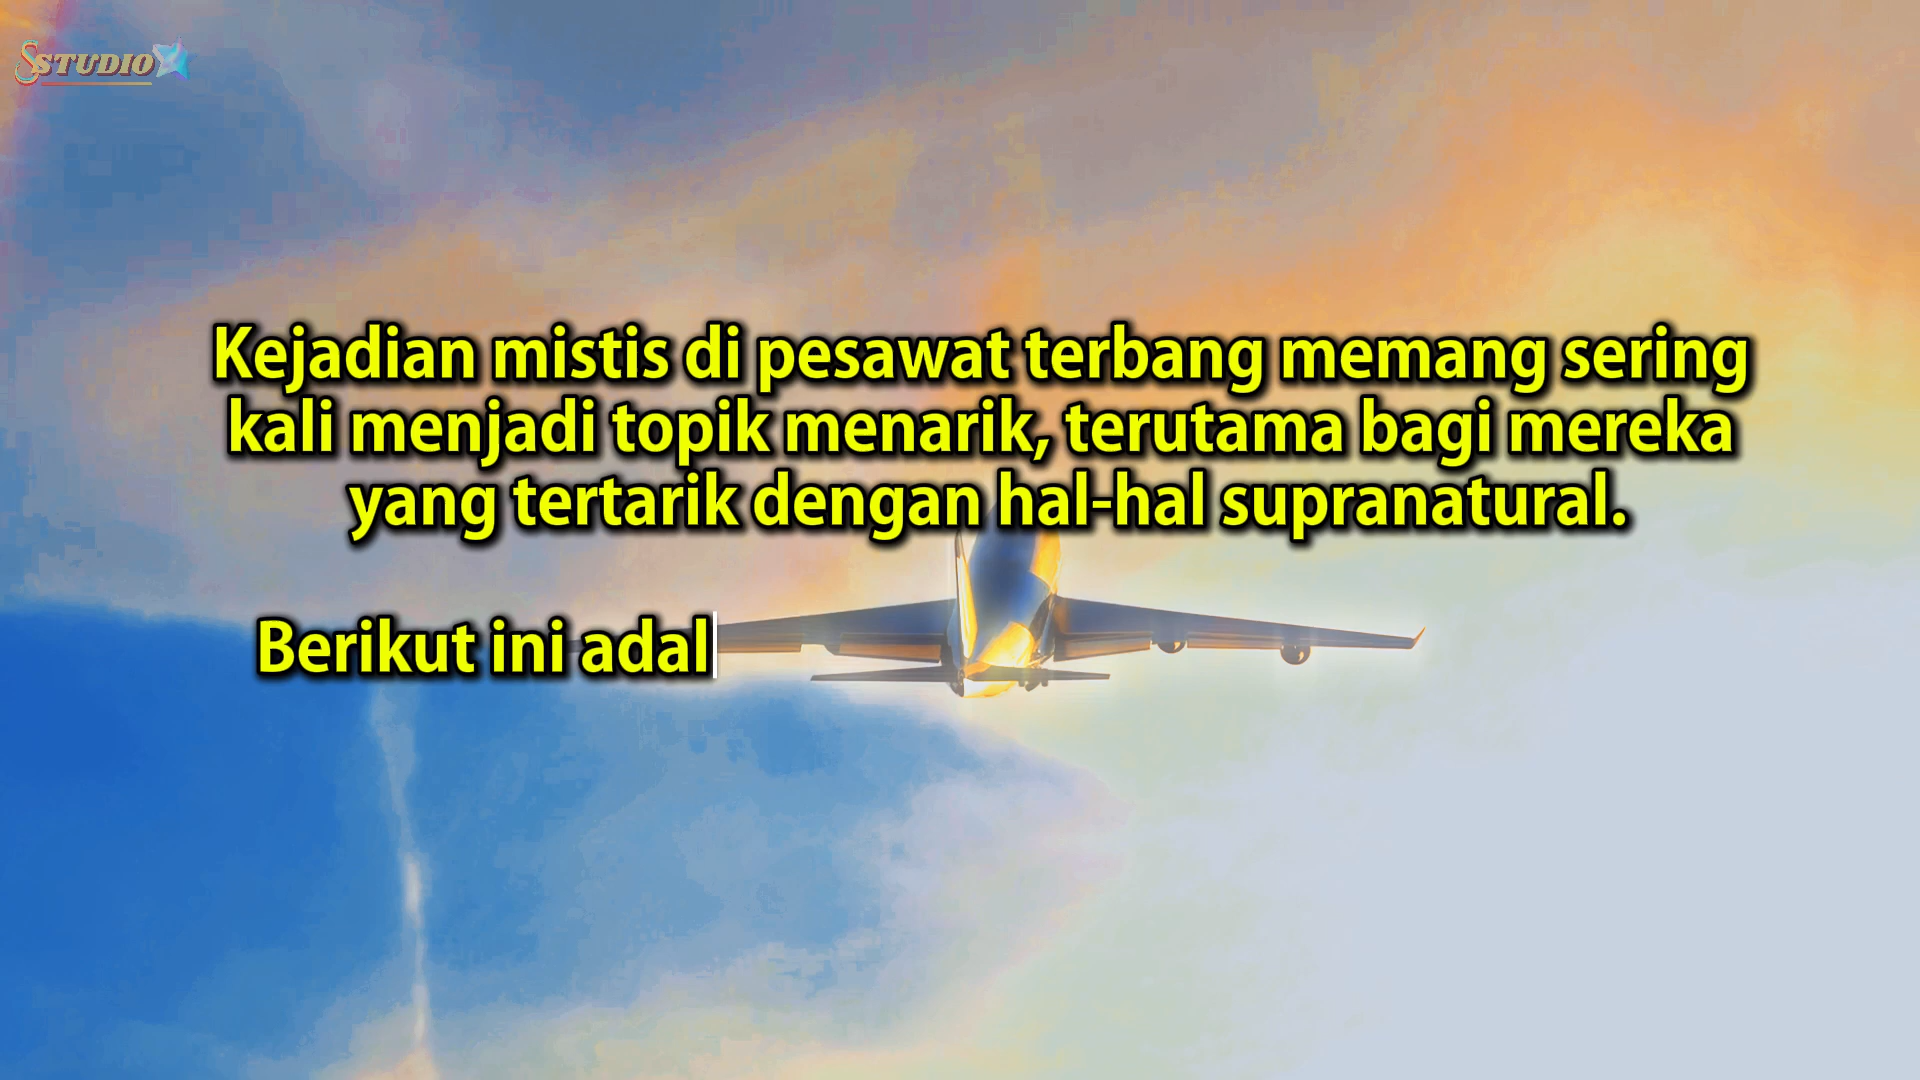 SSTUDIO
Kejadian mistis di pesawat terbang memang sering
kali menjadi topik menarik, terutama bagi mereka
yang tertarik dengan hal-hal supranatural.
Berikut ini adal